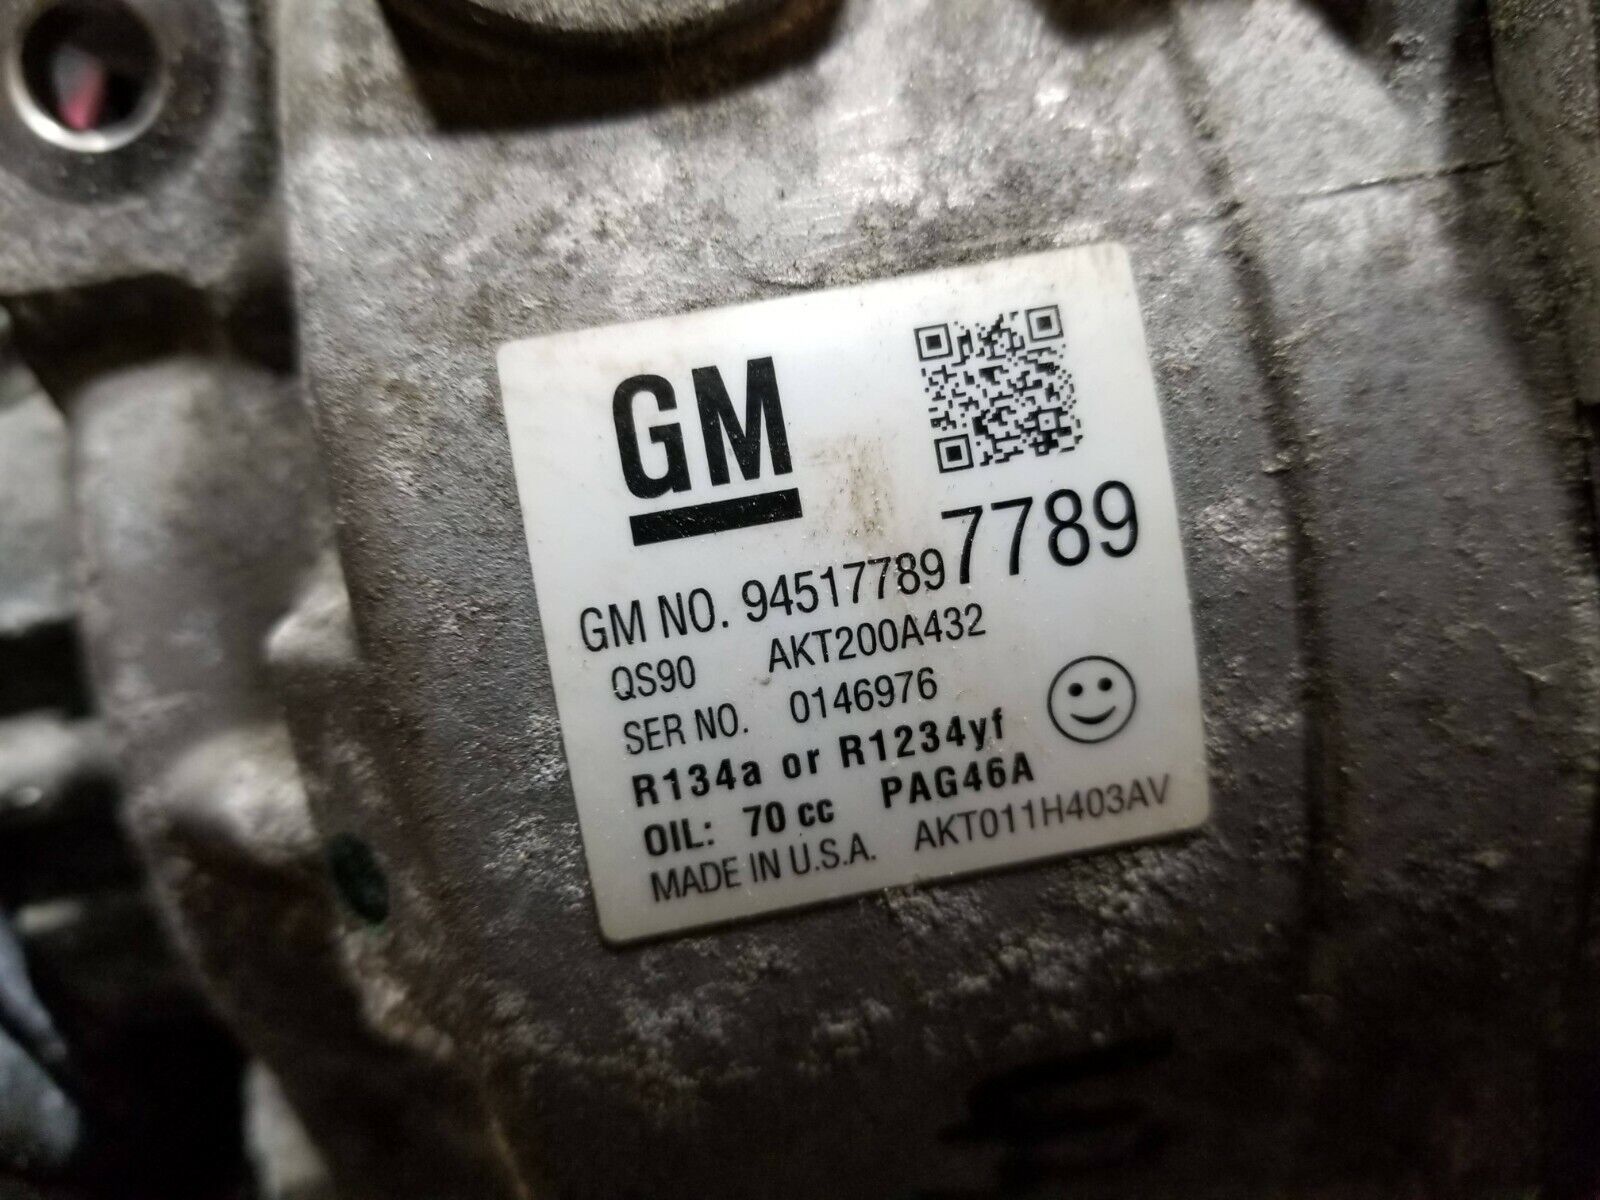 GM
GM NO. 94517789 7789
QS90 AKT200A432
SER NO. 0146976
R134a or R1234yf
OIL: 70 cc PAG46A
MADE IN U.S.A. AKT011H403AV